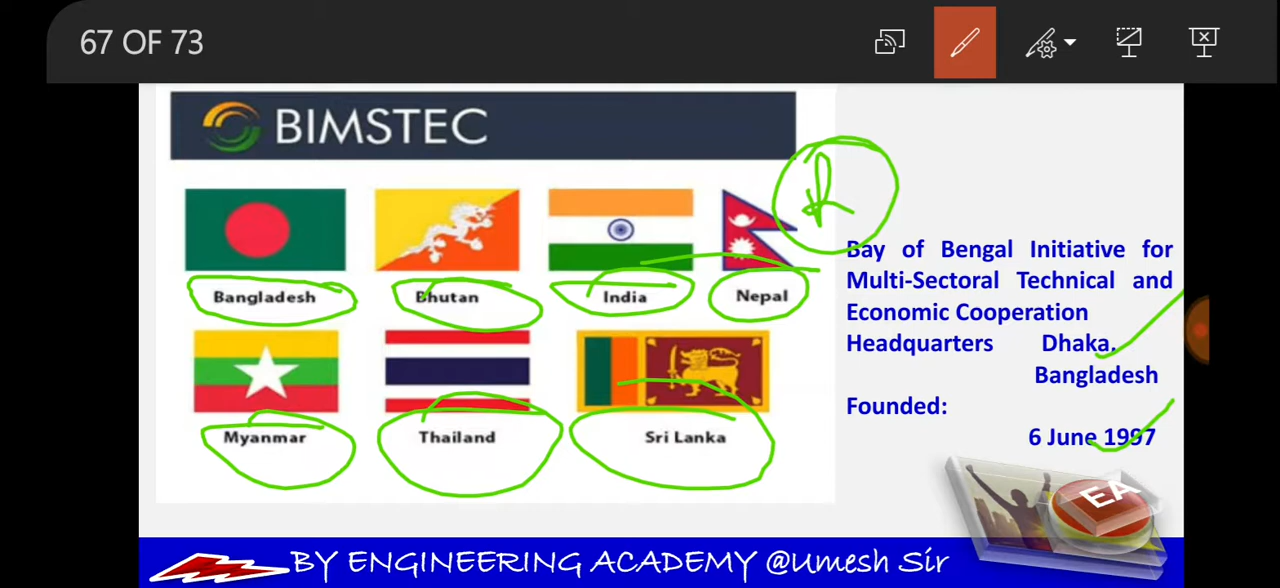 67 OF 73
BIMSTEC
R
Bangladesh
Bhutan
India
Nepal
Myanmar
Thailand
Sri Lanka
Bay of Bengal Initiative for
Multi-Sectoral Technical and
Economic Cooperation
Headquarters Dhaka,
Bangladesh
Founded:
6 June 1997
EA
BY ENGINEERING ACADEMY @Umesh Sir